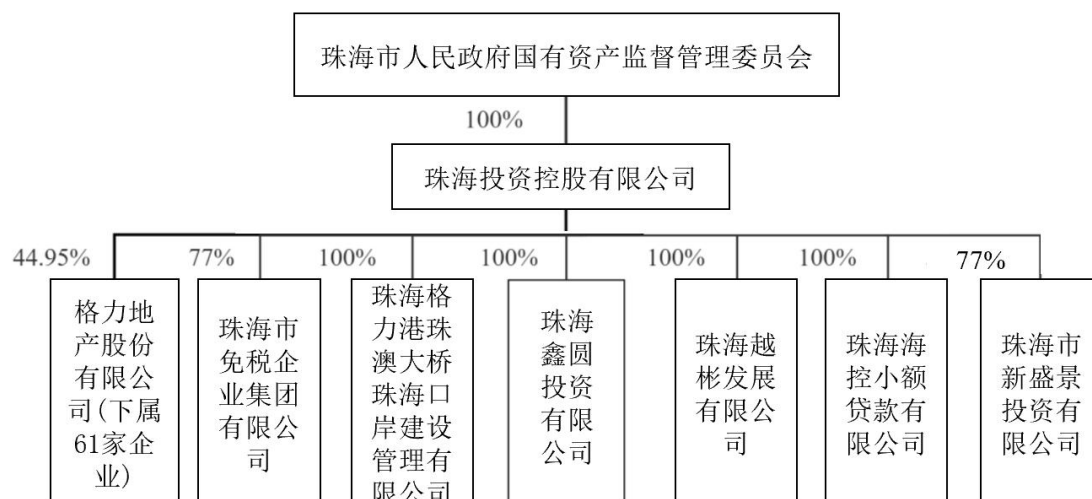 珠海市人民政府国有资产监督管理委员会
100%
珠海投资控股有限公司
44.95%
77%
100%
100%
100%
100%
77%
格力地
产股份
有限公
司(下属
61家企
业)
珠海市
免税企
业集团
有限公
司
珠海格
力港珠
澳大桥
珠海口
岸建设
管理有
限公司
珠海
鑫圆
投资
有限
公司
珠海越
彬发展
有限公
司
珠海海
控小额
贷款有
限公司
珠海市
新盛景
投资有
限公司